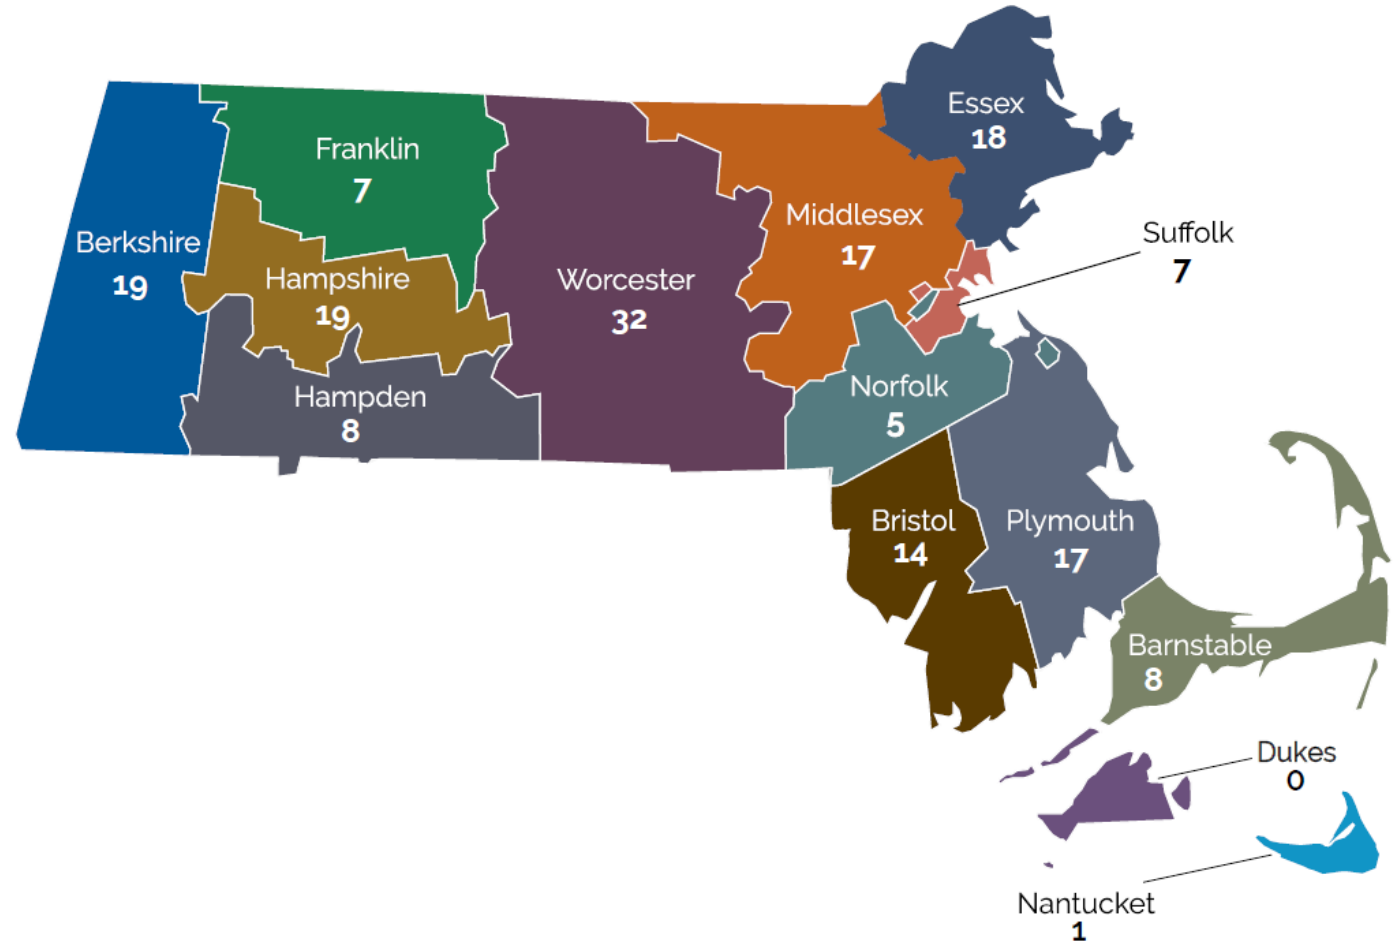 Essex
18
Franklin
7
Middlesex
17
Suffolk
7
Berkshire
19
Hampshire
19
Worcester
32
Hampden
8
Norfolk
5
Bristol
14
Plymouth
17
Barnstable
8
Dukes
0
Nantucket
1